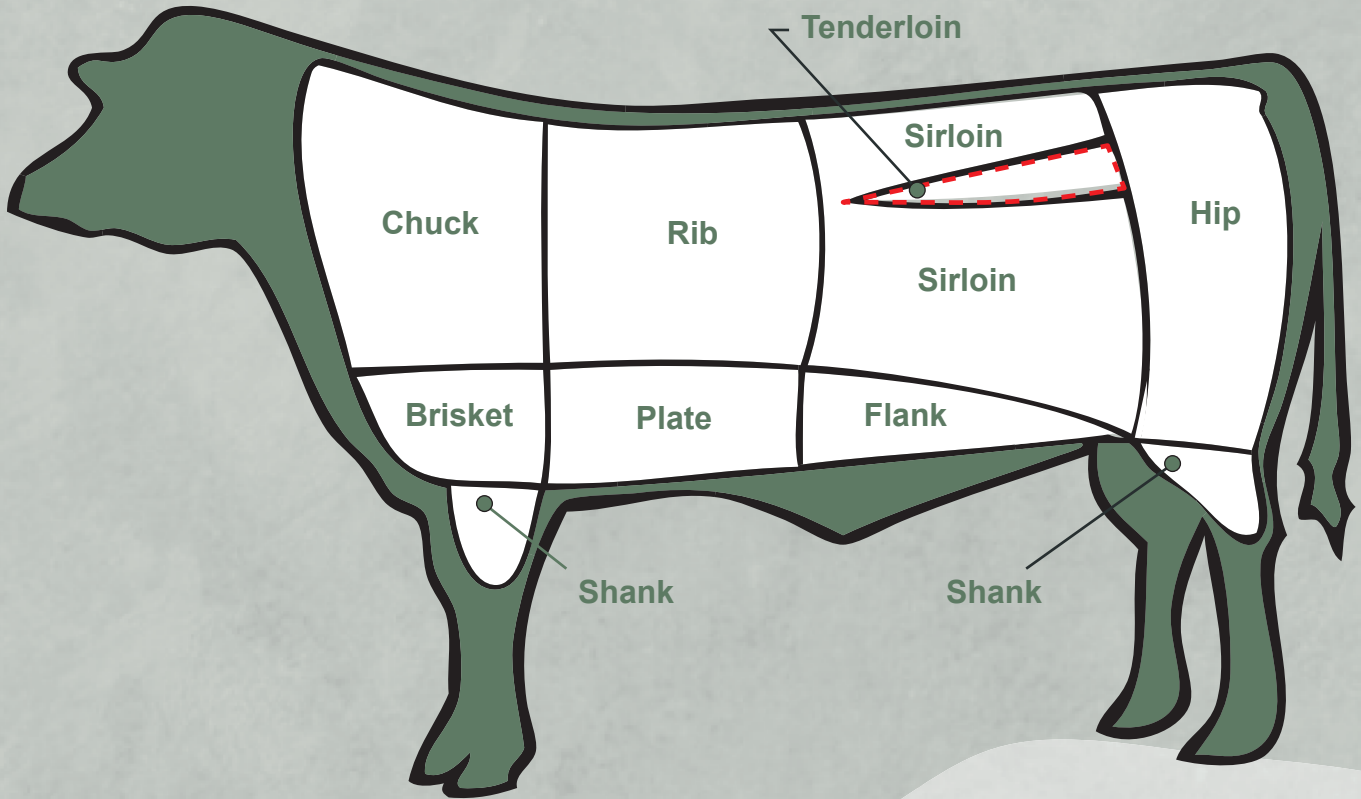 Tenderloin
Sirloin
Chuck
Rib
Hip
Sirloin
Brisket
Plate
Flank
Shank
Shank